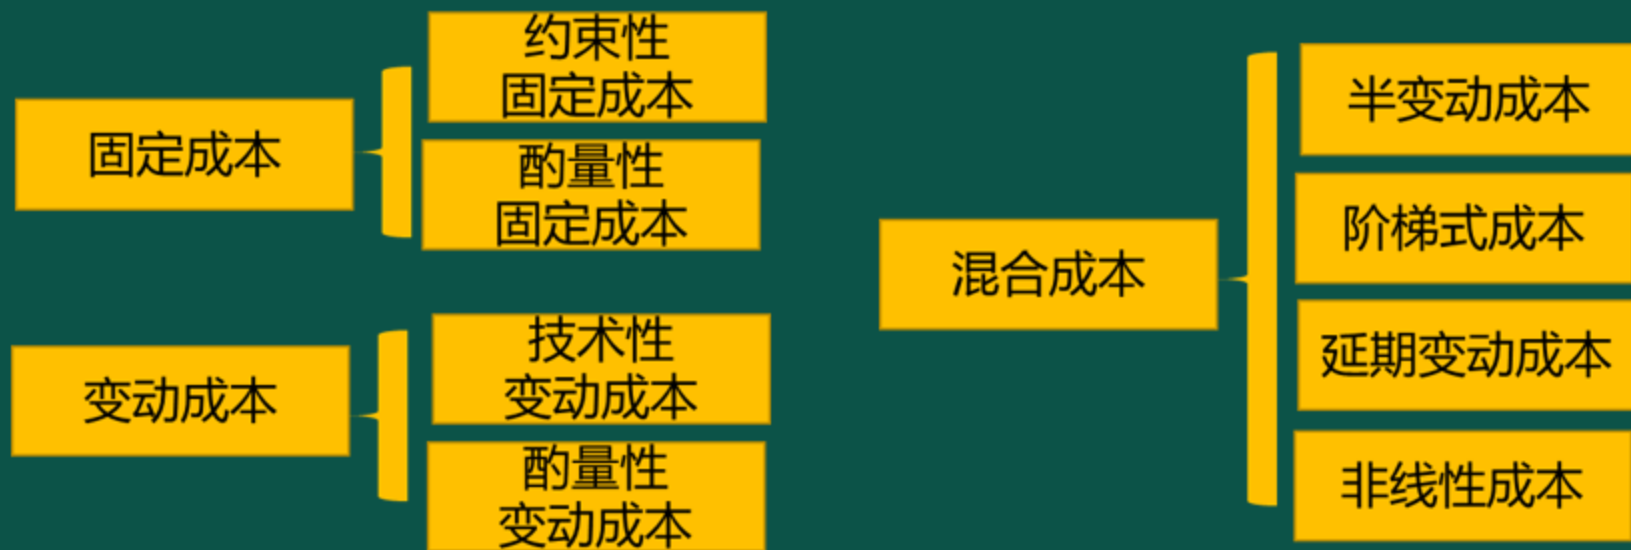 固定成本
约束性
固定成本
酌量性
固定成本
变动成本
技术性
变动成本
酌量性
变动成本
混合成本
半变动成本
阶梯式成本
延期变动成本
非线性成本